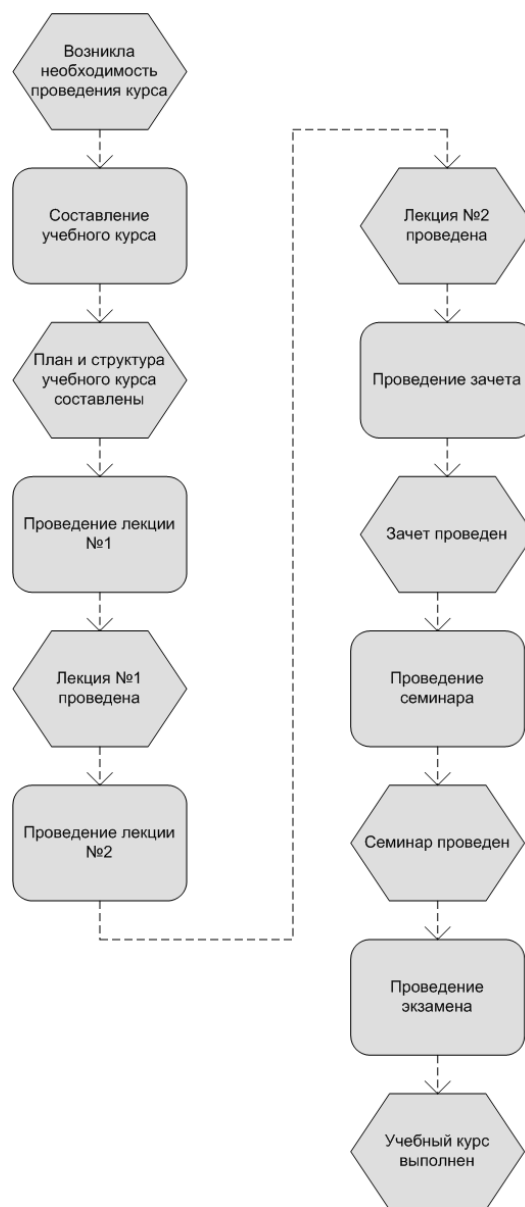 Возникла
необходимость
проведения курса
Составление
учебного курса
План и структура
учебного курса
составлены
Проведение лекции
№1
Лекция №1
проведена
Проведение лекции
№2
Лекция №2
проведена
Проведение зачета
Зачет проведен
Проведение
семинара
Семинар проведен
Проведение
экзамена
Учебный курс
выполнен